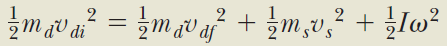 ½m_d v_di² = ½m_d v_df² + ½m_s v_s² + ½Iω²